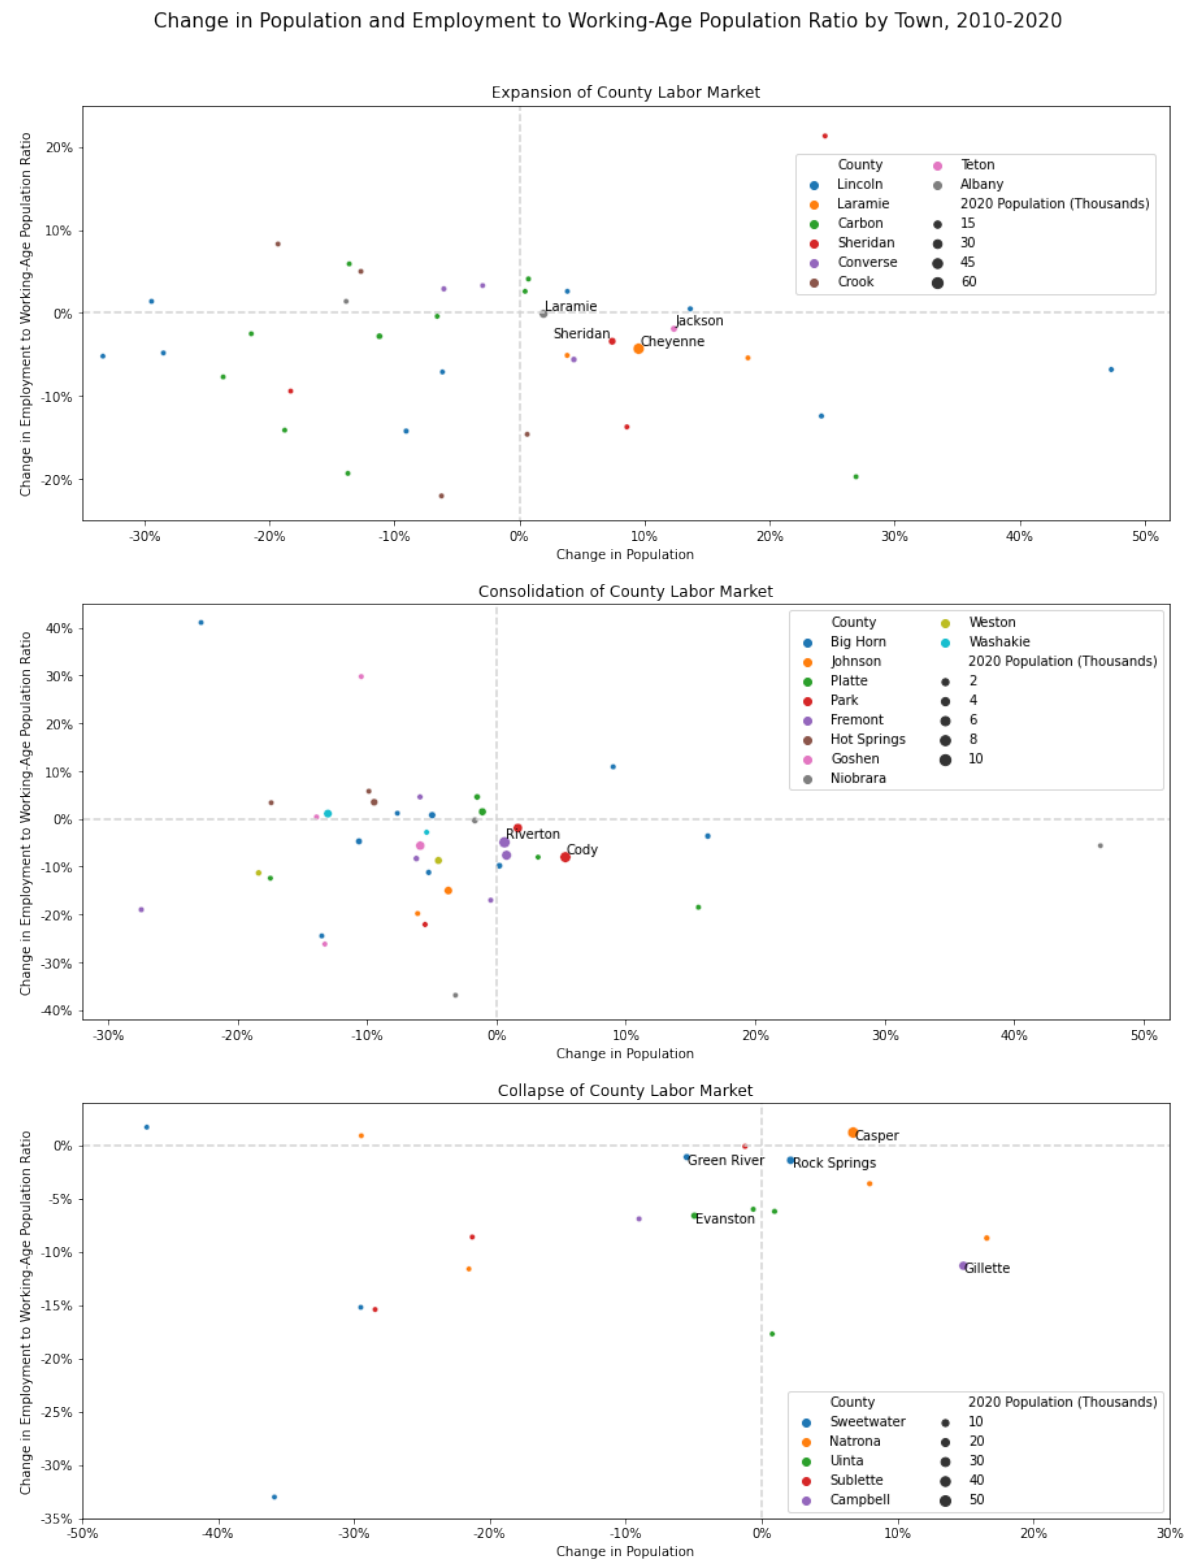 Change in Population and Employment to Working-Age Population Ratio by Town, 2010-2020
Expansion of County Labor Market
Change in Employment to Working-Age Population Ratio
20%
10%
0%
-10%
-20%
County
Lincoln
Laramie
Carbon
Sheridan
Converse
Crook
Teton
Albany
2020 Population (Thousands)
15
30
45
60
Laramie
Jackson
Sheridan
Cheyenne
-30%
-20%
-10%
0%
10%
20%
30%
40%
50%
Change in Population
Consolidation of County Labor Market
Change in Employment to Working-Age Population Ratio
40%
30%
20%
10%
0%
-10%
-20%
-30%
-40%
County
Big Horn
Johnson
Platte
Park
Fremont
Hot Springs
Goshen
Niobrara
Weston
Washakie
2020 Population (Thousands)
2
4
6
8
10
Riverton
Cody
-30%
-20%
-10%
0%
10%
20%
30%
40%
50%
Change in Population
Collapse of County Labor Market
Change in Employment to Working-Age Population Ratio
0%
-5%
-10%
-15%
-20%
-25%
-30%
-35%
Casper
Green River
Rock Springs
Evanston
Gillette
County
Sweetwater
Natrona
Uinta
Sublette
Campbell
2020 Population (Thousands)
10
20
30
40
50
-50%
-40%
-30%
-20%
-10%
0%
10%
20%
30%
Change in Population